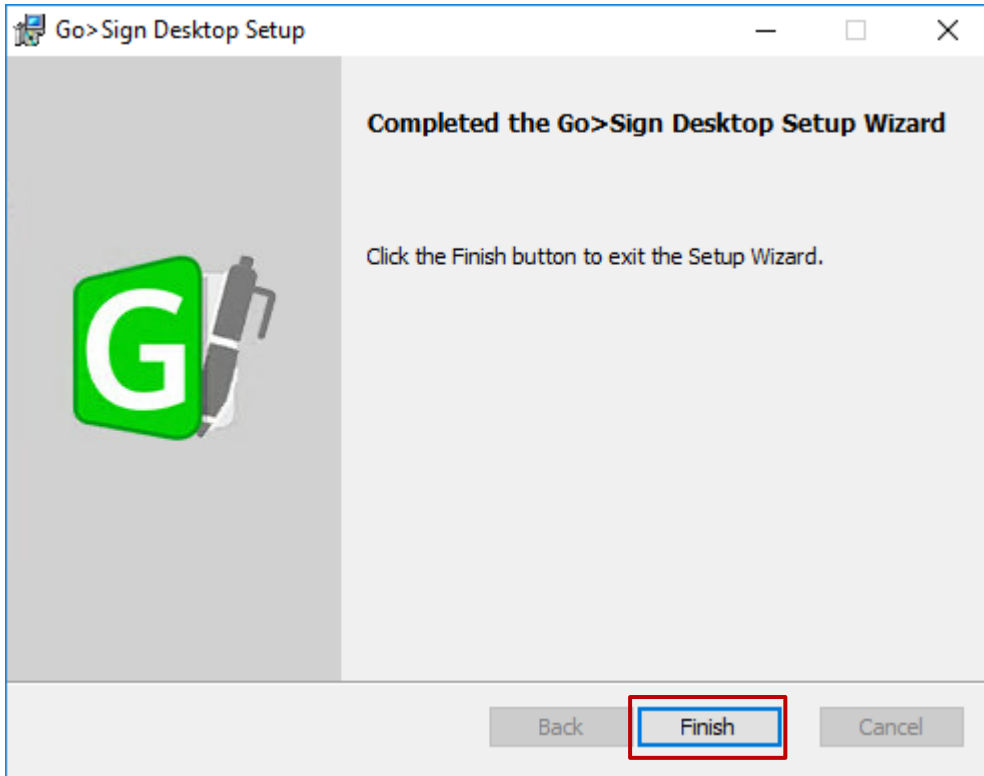 Go>Sign Desktop Setup
Completed the Go>Sign Desktop Setup Wizard
Click the Finish button to exit the Setup Wizard.
G
Back Finish Cancel